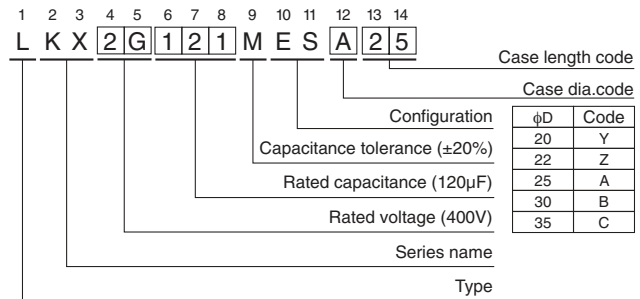 1 2 3 4 5 6 7 8 9 10 11 12 13 14
L K X 2 G 1 2 1 M E S A 2 5
Case length code
Case dia.code
Configuration
Capacitance tolerance (±20%)
Rated capacitance (120µF)
Rated voltage (400V)
Series name
Type
ϕD Code
20 Y
22 Z
25 A
30 B
35 C